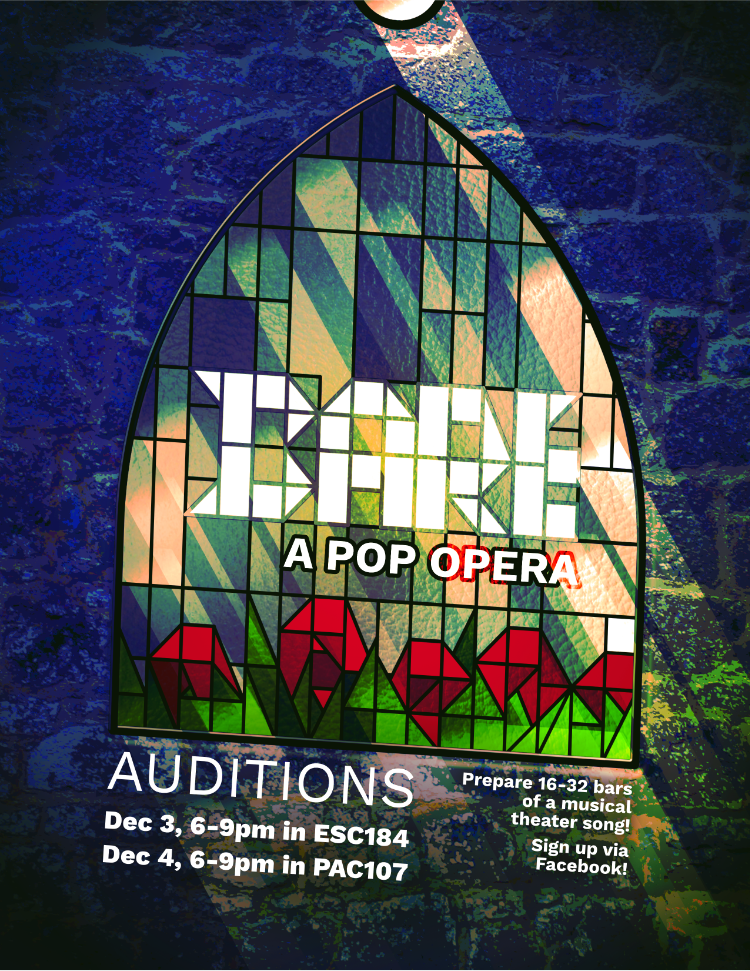 BARE
A POP OPERA
AUDITIONS
Dec 3, 6-9pm in ESC184
Dec 4, 6-9pm in PAC107
Prepare 16-32 bars
of a musical
theater song!
Sign up via
Facebook!